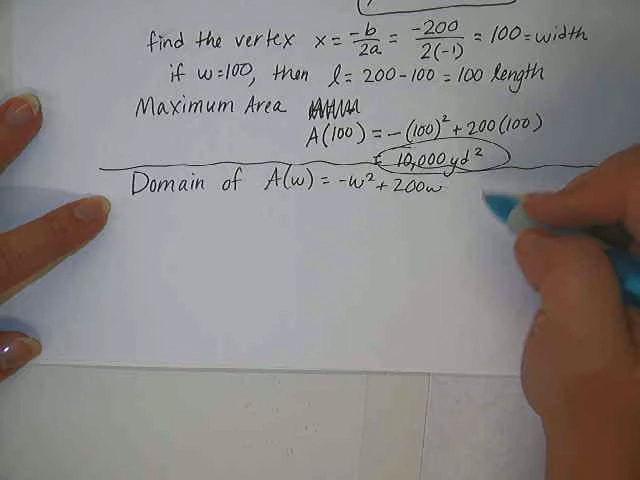 find the vertex x = -b/2a = -200/2(-1) = 100 = width
if w=100, then l = 200-100 = 100 length
Maximum Area
A(100) = -(100)² + 200(100)
= 10,000 yd²
Domain of A(w) = -w² + 200w